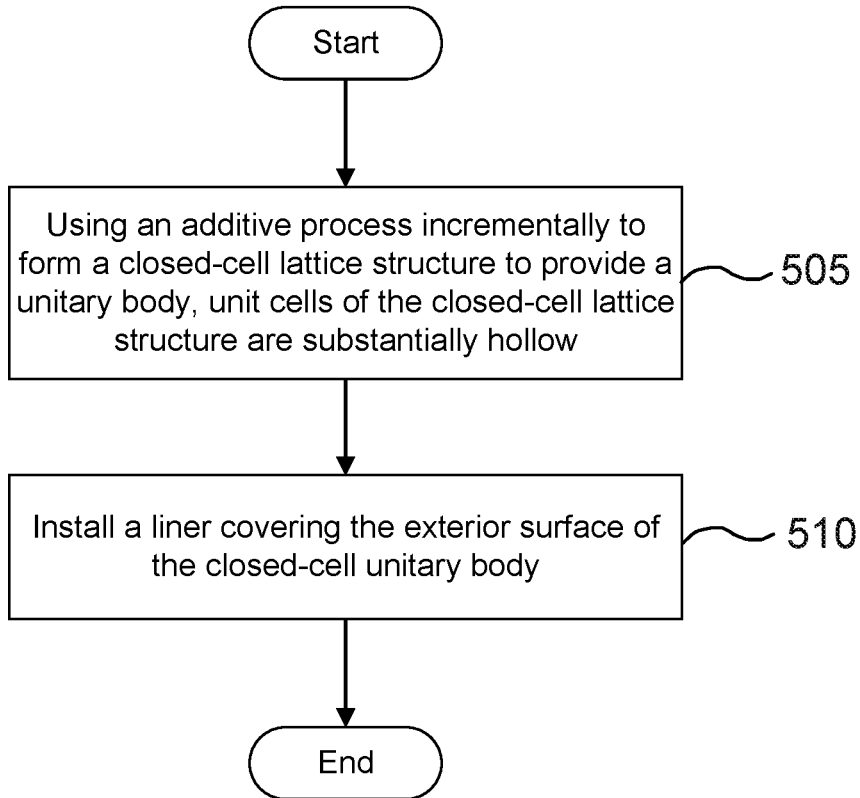 Start
Using an additive process incrementally to
form a closed-cell lattice structure to provide a
unitary body, unit cells of the closed-cell lattice
structure are substantially hollow
505
Install a liner covering the exterior surface of
the closed-cell unitary body
510
End